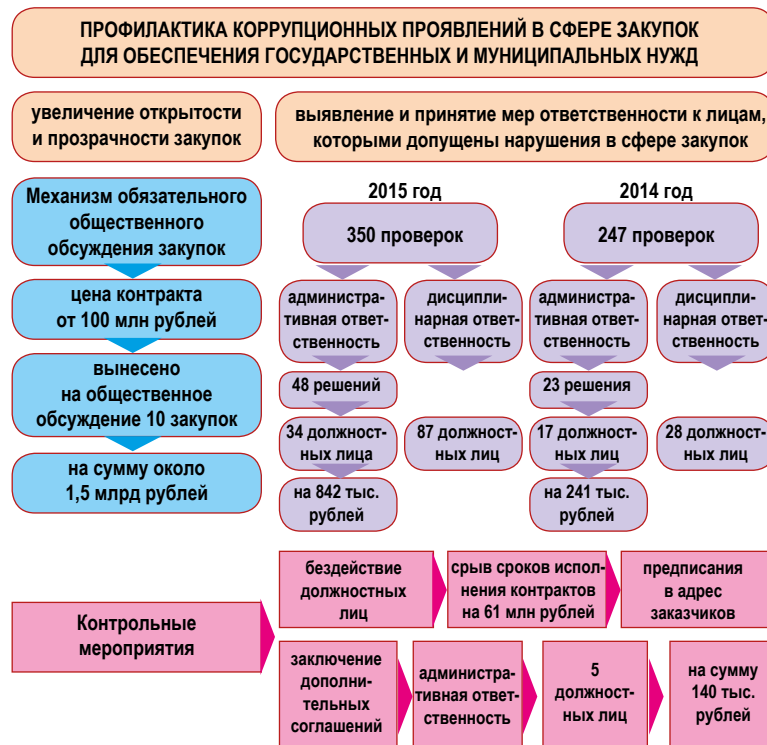 ПРОФИЛАКТИКА КОРРУПЦИОННЫХ ПРОЯВЛЕНИЙ В СФЕРЕ ЗАКУПОК
ДЛЯ ОБЕСПЕЧЕНИЯ ГОСУДАРСТВЕННЫХ И МУНИЦИПАЛЬНЫХ НУЖД
увеличение открытости
и прозрачности закупок
выявление и принятие мер ответственности к лицам,
которыми допущены нарушения в сфере закупок
Механизм обязательного
общественного
обсуждения закупок
цена контракта
от 100 млн рублей
вынесено
на общественное
обсуждение 10 закупок
на сумму около
1,5 млрд рублей
2015 год
350 проверок
административная
администра-
тивная ответ-
ственность
48 решений
34 должност-
ных лица
на 842 тыс.
рублей
дисципли-
нарная ответ-
ственность
87 должност-
ных лиц
2014 год
247 проверок
администра-
тивная ответ-
ственность
23 решения
17 должност-
ных лиц
на 241 тыс.
рублей
дисципли-
нарная ответ-
ственность
28 должност-
ных лиц
Контрольные
мероприятия
бездействие
должностных
лиц
срыв сроков испол-
нения контрактов
на 61 млн рублей
предписания
в адрес
заказчиков
заключение
дополни-
тельных
соглашений
администра-
тивная ответ-
ственность
5
должност-
ных лиц
на сумму
140 тыс.
рублей